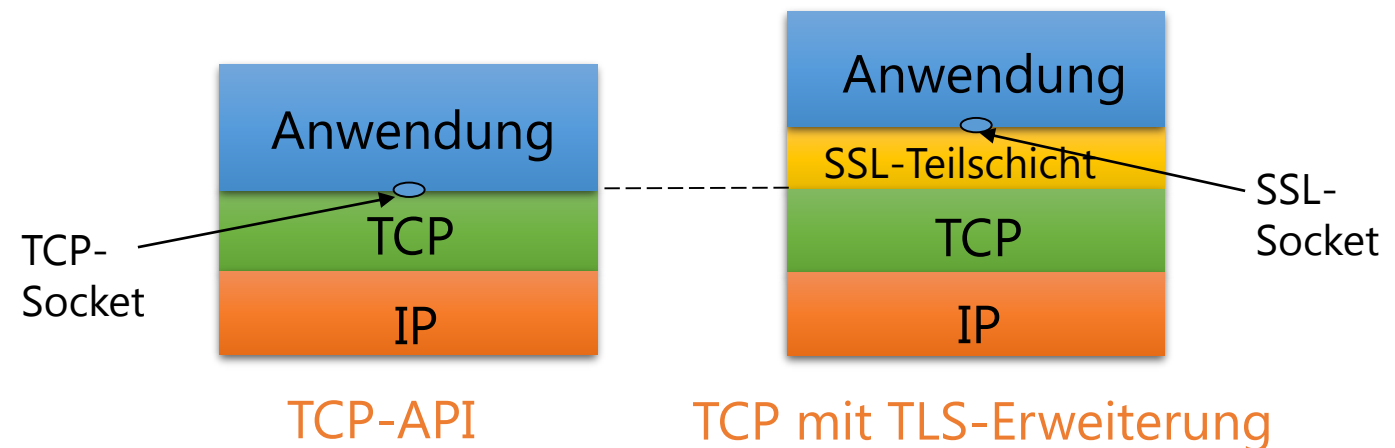 Anwendung
TCP
IP
TCP-
Socket
TCP-API
Anwendung
SSL-Teilschicht
TCP
IP
SSL-
Socket
TCP mit TLS-Erweiterung